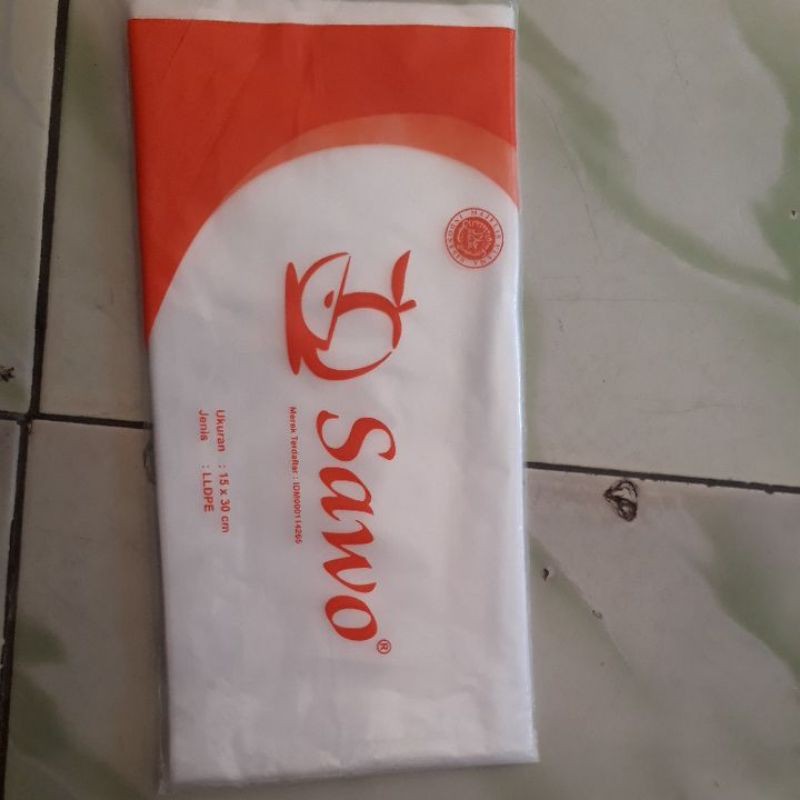 Sawo®
Merek Terdaftar : IDM000114265
Ukuran : 15 x 30 cm
Jenis : LLDPE